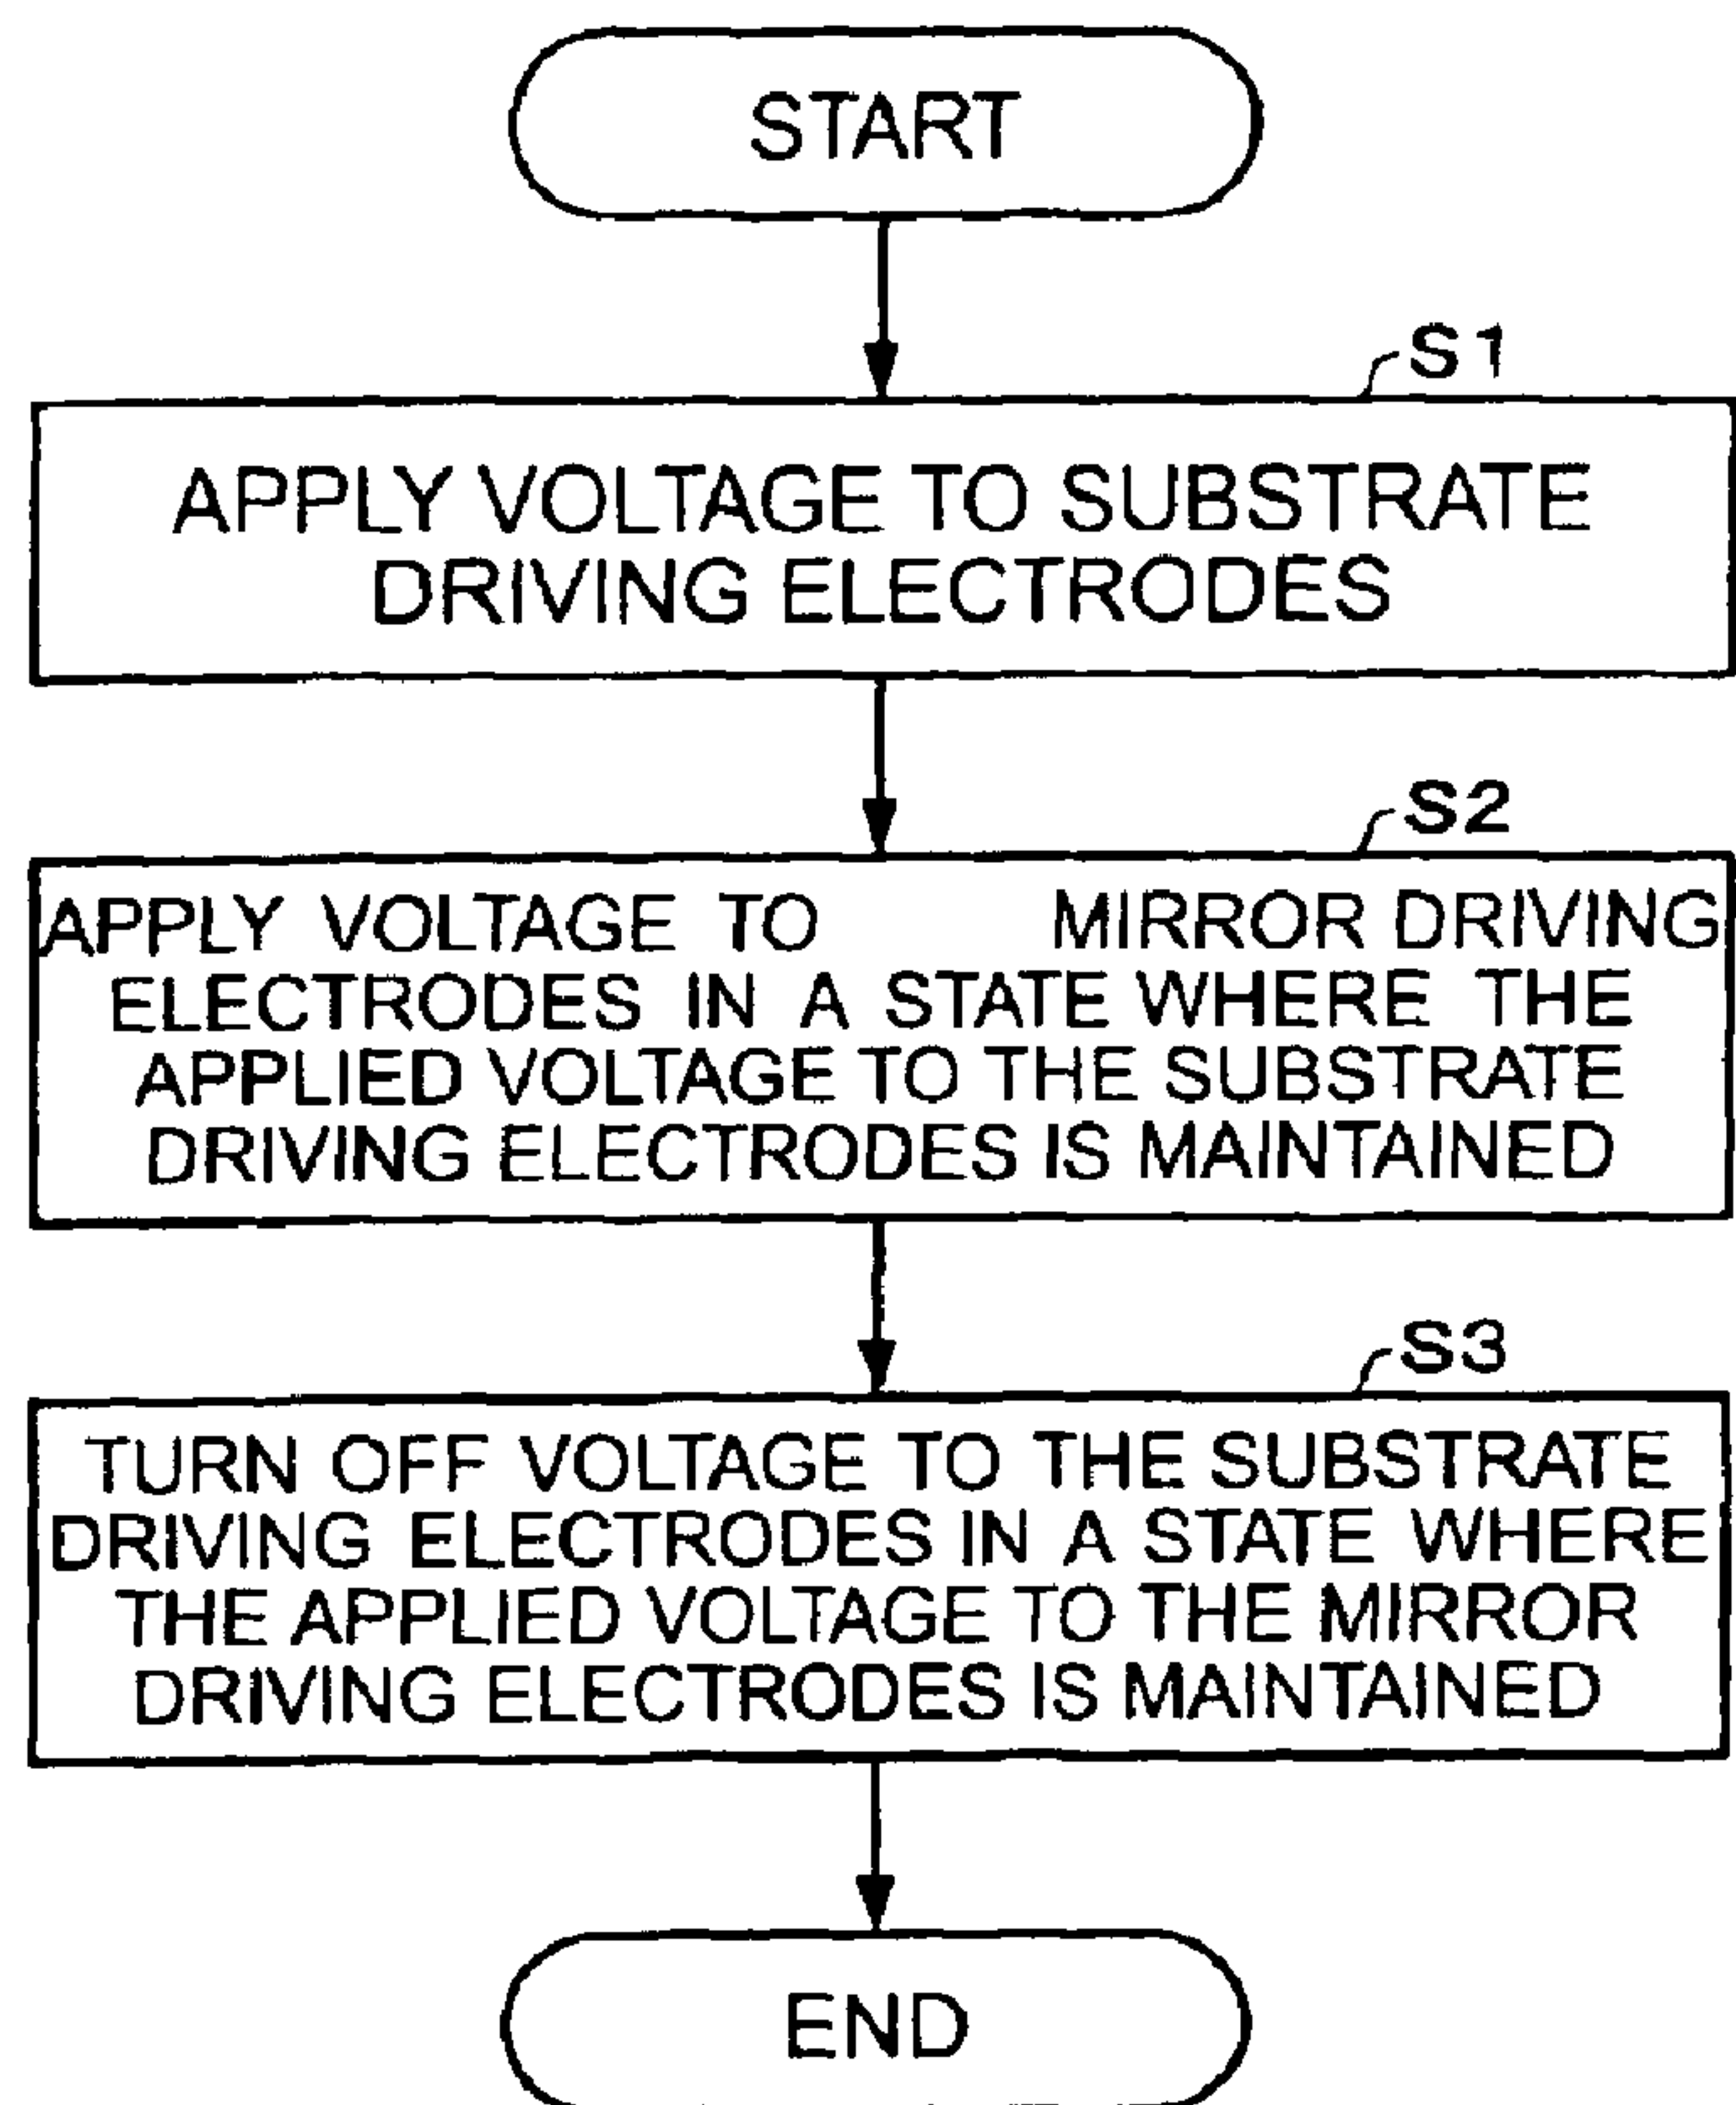 START
S1
APPLY VOLTAGE TO SUBSTRATE
DRIVING ELECTRODES
S2
APPLY VOLTAGE TO MIRROR DRIVING
ELECTRODES IN A STATE WHERE THE
APPLIED VOLTAGE TO THE SUBSTRATE
DRIVING ELECTRODES IS MAINTAINED
S3
TURN OFF VOLTAGE TO THE SUBSTRATE
DRIVING ELECTRODES IN A STATE WHERE
THE APPLIED VOLTAGE TO THE MIRROR
DRIVING ELECTRODES IS MAINTAINED
END